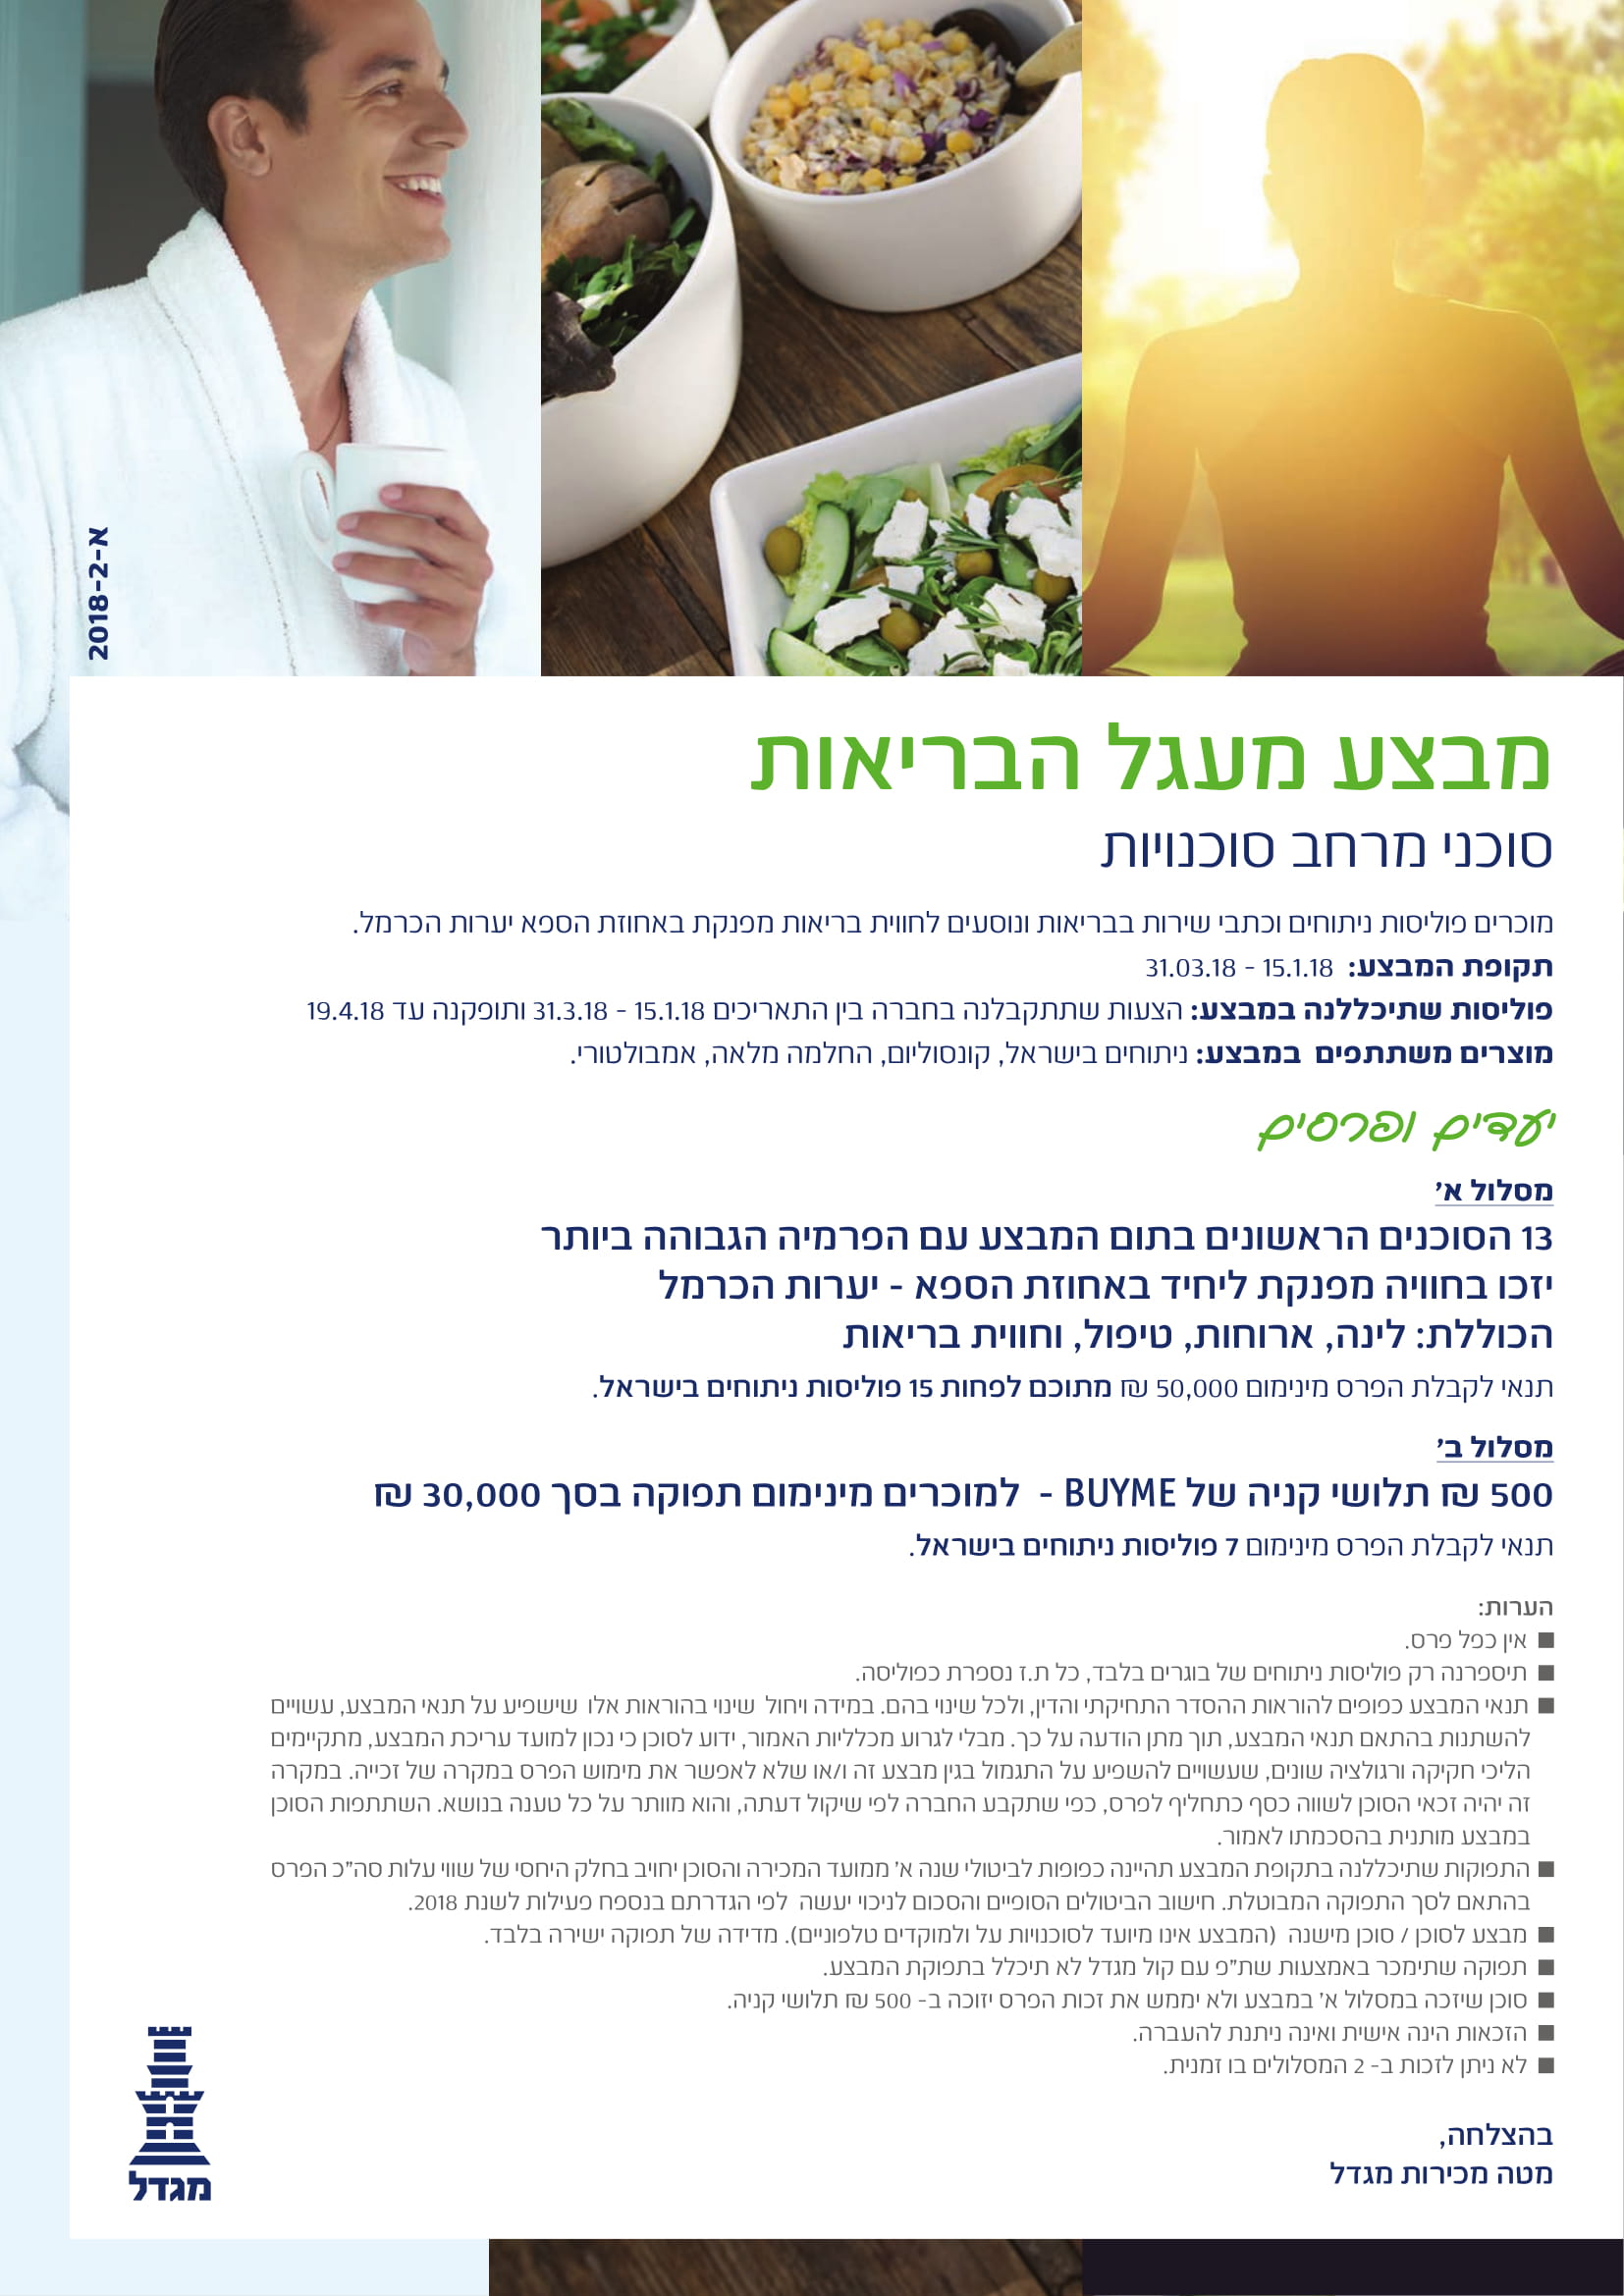 א-2-2018
מבצע מעגל הבריאות
סוכני מרחב סוכנויות
מוכרים פוליסות ניתוחים וכתבי שירות בבריאות ונוסעים לחווית בריאות מפנקת באחוזת הספא יערות הכרמל.
תקופת המבצע: 15.1.18 - 31.03.18
פוליסות שתיכללנה במבצע: הצעות שתתקבלנה בחברה בין התאריכים 15.1.18 - 31.3.18 ותופקנה עד 19.4.18
מוצרים משתתפים במבצע: ניתוחים בישראל, קונסוליום, החלמה מלאה, אמבולטורי.
יעדים ופרסים
מסלול א'
13 הסוכנים הראשונים בתום המבצע עם הפרמיה הגבוהה ביותר
יזכו בחוויה מפנקת ליחיד באחוזת הספא - יערות הכרמל
הכוללת: לינה, ארוחות, טיפול, וחווית בריאות
תנאי לקבלת הפרס מינימום 50,000 ₪ מתוכם לפחות 15 פוליסות ניתוחים בישראל.
מסלול ב'
500 ₪ תלושי קניה של BUYME - למוכרים מינימום תפוקה בסך 30,000 ₪
תנאי לקבלת הפרס מינימום 7 פוליסות ניתוחים בישראל.
הערות:
■ אין כפל פרס.
■ תיספרנה רק פוליסות ניתוחים של בוגרים בלבד, כל ת.ז נספרת כפוליסה.
■ תנאי המבצע כפופים להוראות ההסדר התחיקתי והדין, ולכל שינוי בהם. במידה ויחול שינוי בהוראות אלו שישפיע על תנאי המבצע, עשויים
להשתנות בהתאם תנאי המבצע, תוך מתן הודעה על כך. מבלי לגרוע מכלליות האמור, ידוע לסוכן כי נכון למועד עריכת המבצע, מתקיימים
הליכי חקיקה ורגולציה שונים, שעשויים להשפיע על התגמול בגין מבצע זה ו/או שלא לאפשר את מימוש הפרס במקרה של זכייה. במקרה
זה יהיה זכאי הסוכן לשווה כסף כתחליף לפרס, כפי שתקבע החברה לפי שיקול דעתה, והוא מוותר על כל טענה בנושא. השתתפות הסוכן
במבצע מותנית בהסכמתו לאמור.
■ התפוקות שתיכללנה בתקופת המבצע תהיינה כפופות לביטולי שנה א' ממועד המכירה והסוכן יחויב בחלק היחסי של שווי עלות סה"כ הפרס
בהתאם לסך התפוקה המבוטלת. חישוב הביטולים הסופיים והסכום לניכוי יעשה לפי הגדרתם בנספח פעילות לשנת 2018.
■ מבצע לסוכן / סוכן מישנה (המבצע אינו מיועד לסוכנויות על ולמוקדים טלפוניים). מדידה של תפוקה ישירה בלבד.
■ תפוקה שתימכר באמצעות שת"פ עם קול מגדל לא תיכלל בתפוקת המבצע.
■ סוכן שיזכה במסלול א' במבצע ולא יממש את זכות הפרס יזוכה ב- 500 ₪ תלושי קניה.
■ הזכאות הינה אישית ואינה ניתנת להעברה.
■ לא ניתן לזכות ב- 2 המסלולים בו זמנית.
בהצלחה,
מטה מכירות מגדל
מגדל